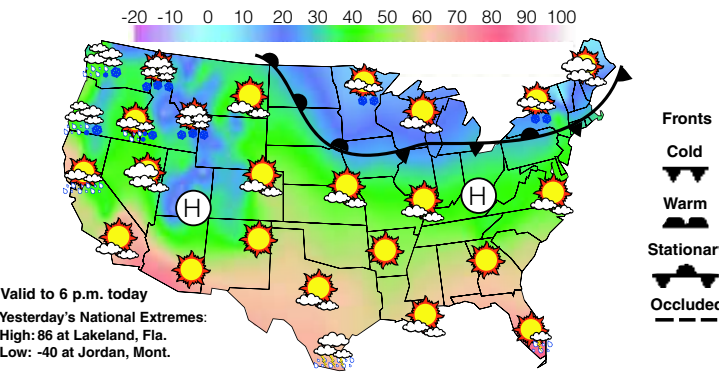 -20 -10 0 10 20 30 40 50 60 70 80 90 100
H
H
Fronts
Cold
Warm
Stationar
Occluded
Valid to 6 p.m. today
Yesterday's National Extremes:
High: 86 at Lakeland, Fla.
Low: -40 at Jordan, Mont.